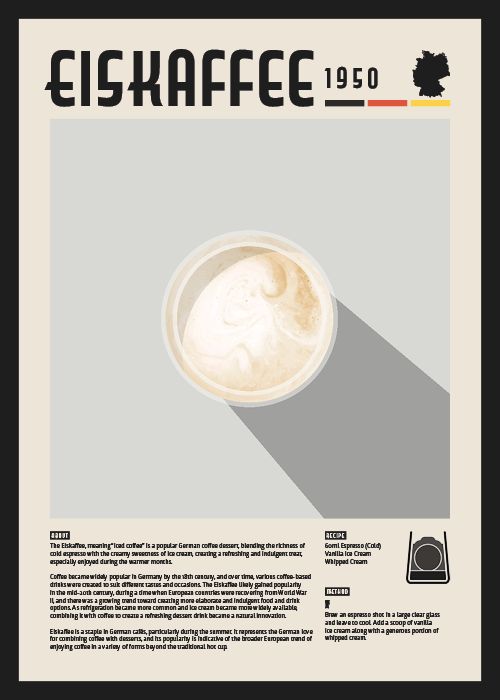 EISKAFFEE
1950
ABOUT
The Eiskaffee, meaning "iced coffee" is a popular German coffee dessert, blending the richness of
cold espresso with the creamy sweetness of ice cream, creating a refreshing and indulgent treat,
especially enjoyed during the warmer months.
Coffee became widely popular in Germany by the 18th century, and over time, various coffee-based
drinks were created to suit different tastes and occasions. The Eiskaffee likely gained popularity
in the mid-20th century, during a time when European countries were recovering from World War
II, and there was a growing trend toward creating more elaborate and indulgent food and drink
options. As refrigeration became more common and ice cream became more widely available,
combining it with coffee to create a refreshing dessert drink became a natural innovation.
Eiskaffee is a staple in German cafés, particularly during the summer. It represents the German love
for combining coffee with desserts, and its popularity is indicative of the broader European trend of
enjoying coffee in a variety of forms beyond the traditional hot cup.
RECIPE
60ml Espresso (Cold)
Vanilla Ice Cream
Whipped Cream
METHOD
Brew an espresso shot in a large clear glass
and leave to cool. Add a scoop of vanilla
ice cream along with a generous portion of
whipped cream.